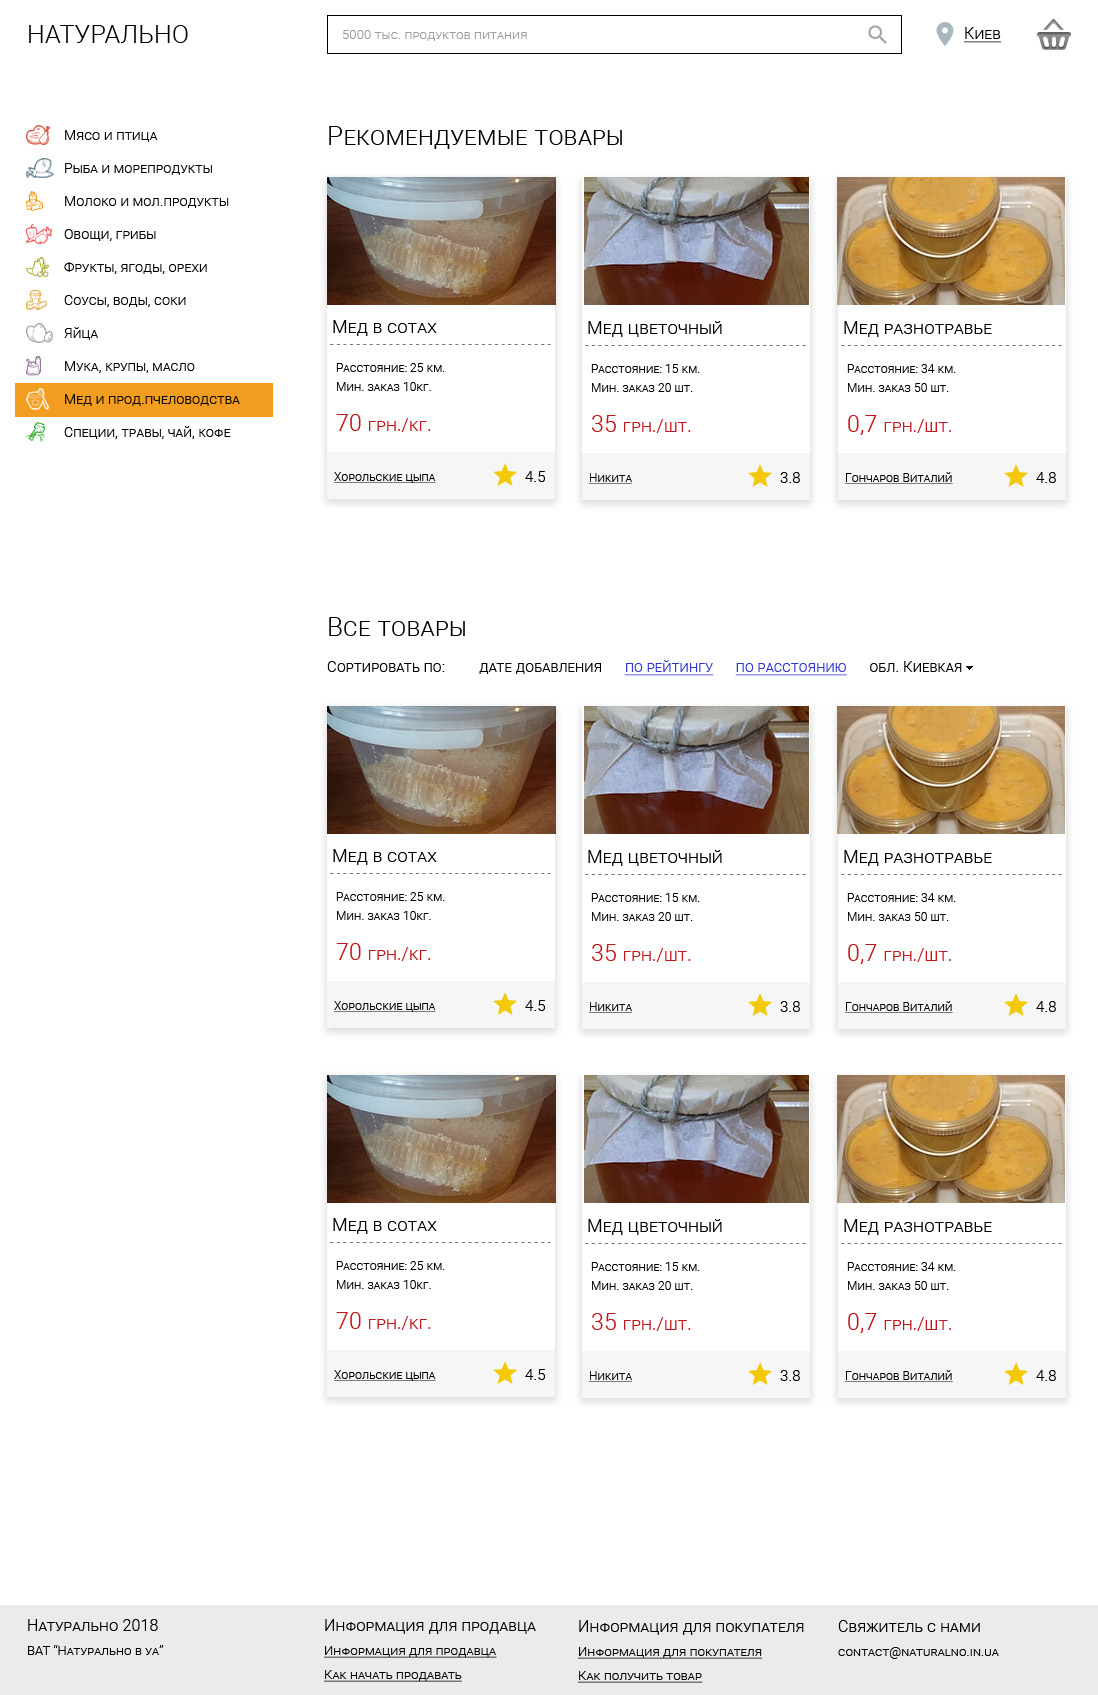 НАТУРАЛЬНО
5000 тыс. продуктов питания
Киев
Мясо и птица
Рыба и морепродукты
Молоко и мол.продукты
Овощи, грибы
Фрукты, ягоды, орехи
Соусы, воды, соки
Яйца
Мука, крупы, масло
Мед и прод.пчеловодства
Специи, травы, чай, кофе
Рекомендуемые товары
Мед в сотах
Расстояние: 25 км.
Мин. заказ 10кг.
70 грн./кг.
Хорольские цыпа
4.5
Мед цветочный
Расстояние: 15 км.
Мин. заказ 20 шт.
35 грн./шт.
Никита
3.8
Мед разнотравье
Расстояние: 34 км.
Мин. заказ 50 шт.
0,7 грн./шт.
Гончаров Виталий
4.8
Все товары
Сортировать по: дате добавления по рейтингу по расстоянию обл. Киевкая
Мед в сотах
Расстояние: 25 км.
Мин. заказ 10кг.
70 грн./кг.
Хорольские цыпа
4.5
Мед цветочный
Расстояние: 15 км.
Мин. заказ 20 шт.
35 грн./шт.
Никита
3.8
Мед разнотравье
Расстояние: 34 км.
Мин. заказ 50 шт.
0,7 грн./шт.
Гончаров Виталий
4.8
Мед в сотах
Расстояние: 25 км.
Мин. заказ 10кг.
70 грн./кг.
Хорольские цыпа
4.5
Мед цветочный
Расстояние: 15 км.
Мин. заказ 20 шт.
35 грн./шт.
Никита
3.8
Мед разнотравье
Расстояние: 34 км.
Мин. заказ 50 шт.
0,7 грн./шт.
Гончаров Виталий
4.8
Натурально 2018
ВАТ “Натурально в уа”
Информация для продавца
Информация для продавца
Как начать продавать
Информация для покупателя
Информация для покупателя
Как получить товар
Свяжитель с нами
contact@naturalno.in.ua